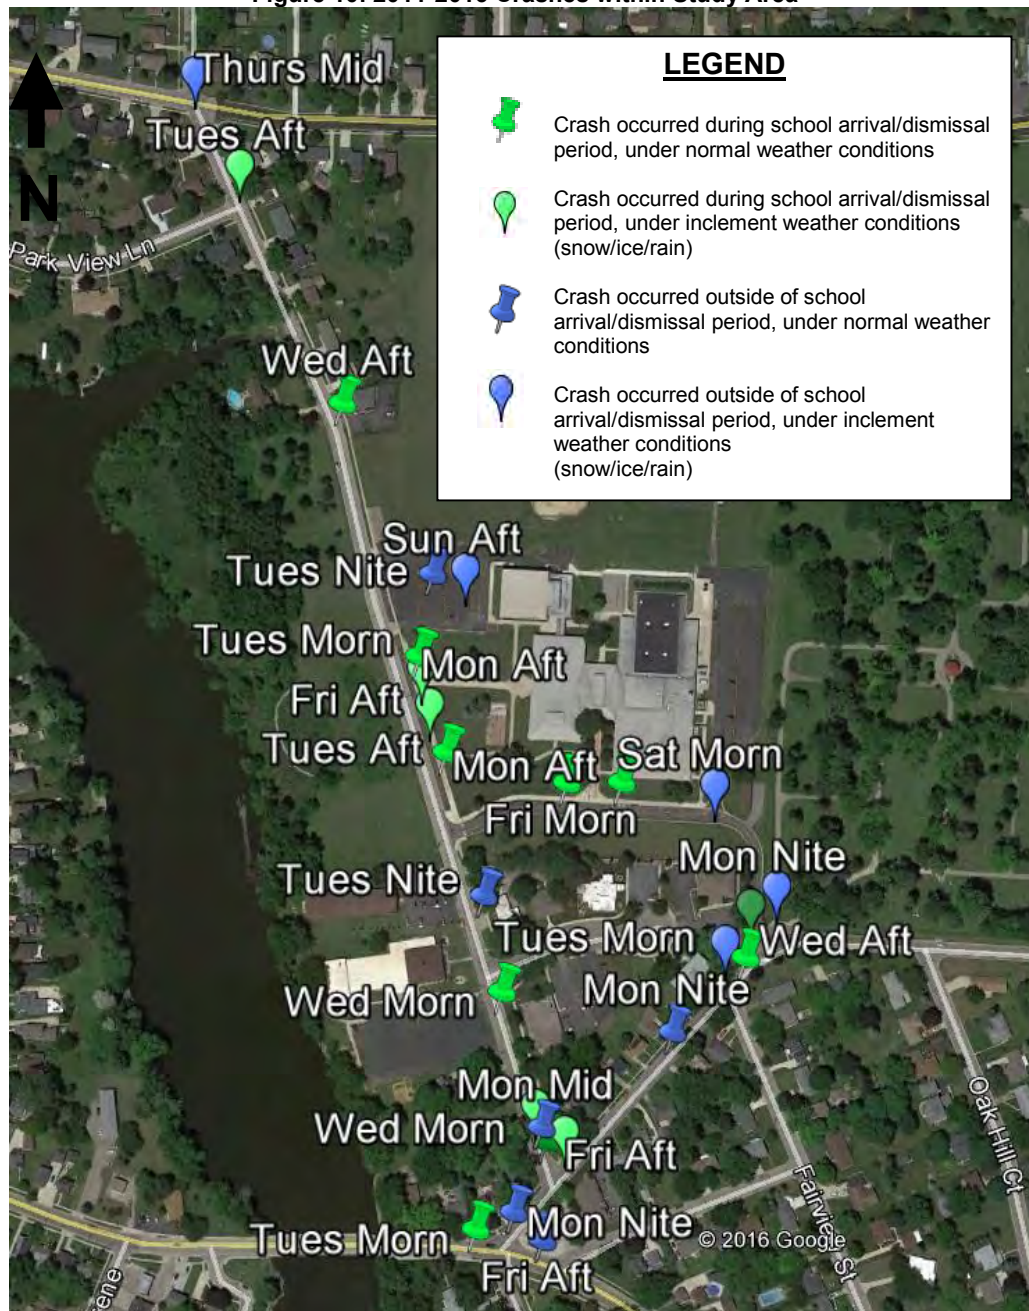 Figure 10: 2011-2015 Crashes within Study Area
Thurs Mid
LEGEND
Crash occurred during school arrival/dismissal
period, under normal weather conditions
Tues Aft
N
Crash occurred during school arrival/dismissal
period, under inclement weather conditions
(snow/ice/rain)
Park View Ln
Crash occurred outside of school
arrival/dismissal period, under normal weather
conditions
Wed Aft
Crash occurred outside of school
arrival/dismissal period, under inclement
weather conditions
(snow/ice/rain)
Sun Aft
Tues Nite
Tues Morn
Mon Aft
Fri Aft
Tues Aft
Mon Aft
Sat Morn
Fri Morn
Mon Nite
Tues Nite
Tues Morn
Wed Aft
Mon Nite
Wed Morn
Mon Mid
Wed Morn
Fri Aft
Oak Hill Ct
Fairview St
Mon Nite
Tues Morn
© 2016 Google
Fri Aft
ene